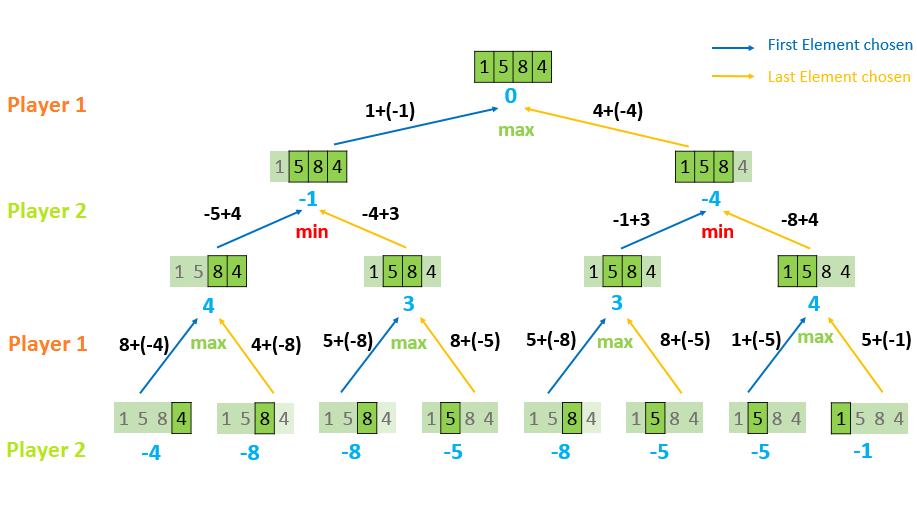 1 5 8 4
First Element chosen
Last Element chosen
0
Player 1
1+(-1)
4+(-4)
max
1 5 8 4
1 5 8 4
-1
-4
Player 2
-5+4
-4+3
-1+3
-8+4
min
min
1 5 8 4
1 5 8 4
1 5 8 4
1 5 8 4
4
3
3
4
Player 1
8+(-4)
max
4+(-8)
5+(-8)
max
8+(-5)
5+(-8)
max
8+(-5)
1+(-5)
max
5+(-1)
1 5 8 4
1 5 8 4
1 5 8 4
1 5 8 4
1 5 8 4
1 5 8 4
1 5 8 4
1 5 8 4
Player 2
-4
-8
-8
-5
-8
-5
-5
-1